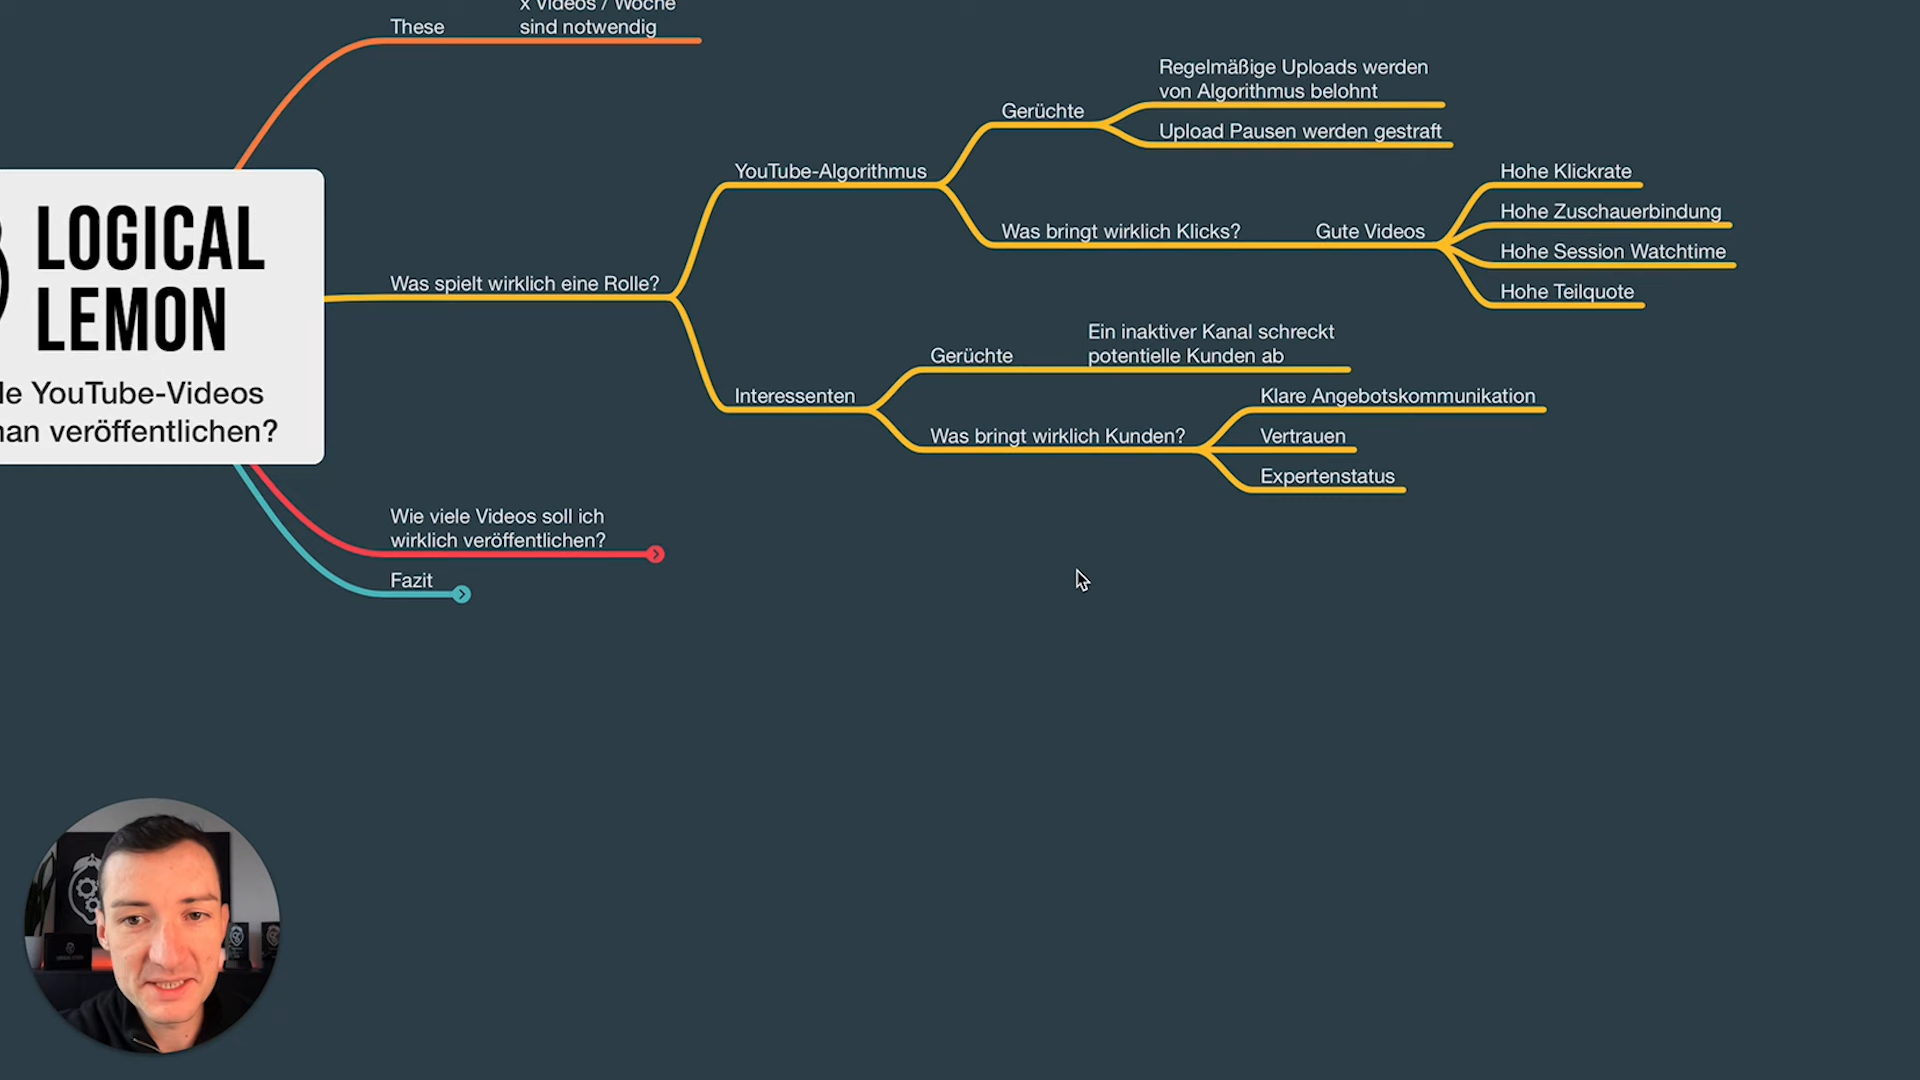 x Videos / Woche
sind notwendig
These
Regelmäßige Uploads werden
von Algorithmus belohnt
Gerüchte
Upload Pausen werden gestraft
YouTube-Algorithmus
Hohe Klickrate
Hohe Zuschauerbindung
Was bringt wirklich Klicks?
Gute Videos
Hohe Session Watchtime
Hohe Teilquote
LOGICAL
LEMON
YouTube-Videos
veröffentlichen?
Was spielt wirklich eine Rolle?
Ein inaktiver Kanal schreckt
potentielle Kunden ab
Gerüchte
Interessenten
Klare Angebotskommunikation
Was bringt wirklich Kunden?
Vertrauen
Expertenstatus
Wie viele Videos soll ich
wirklich veröffentlichen?
Fazit